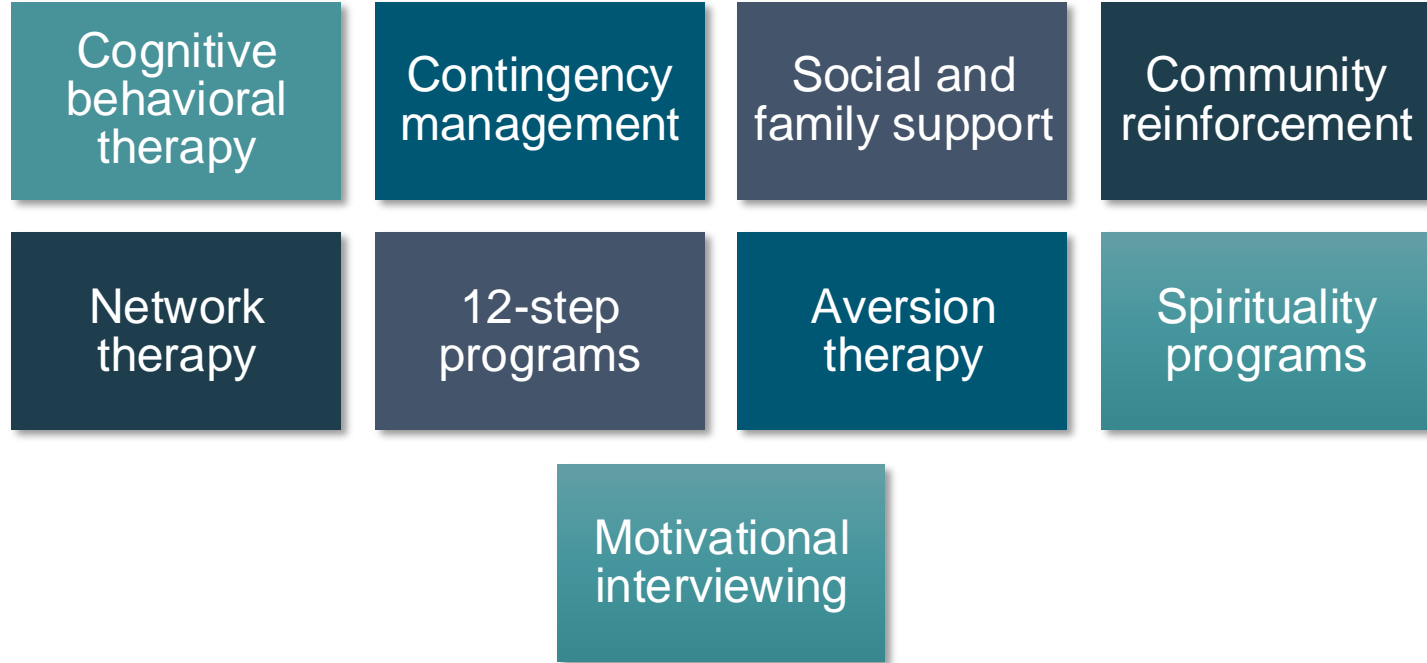 Cognitive
behavioral
therapy
Contingency
management
Social and
family support
Community
reinforcement
Network
therapy
12-step
programs
Aversion
therapy
Spirituality
programs
Motivational
interviewing